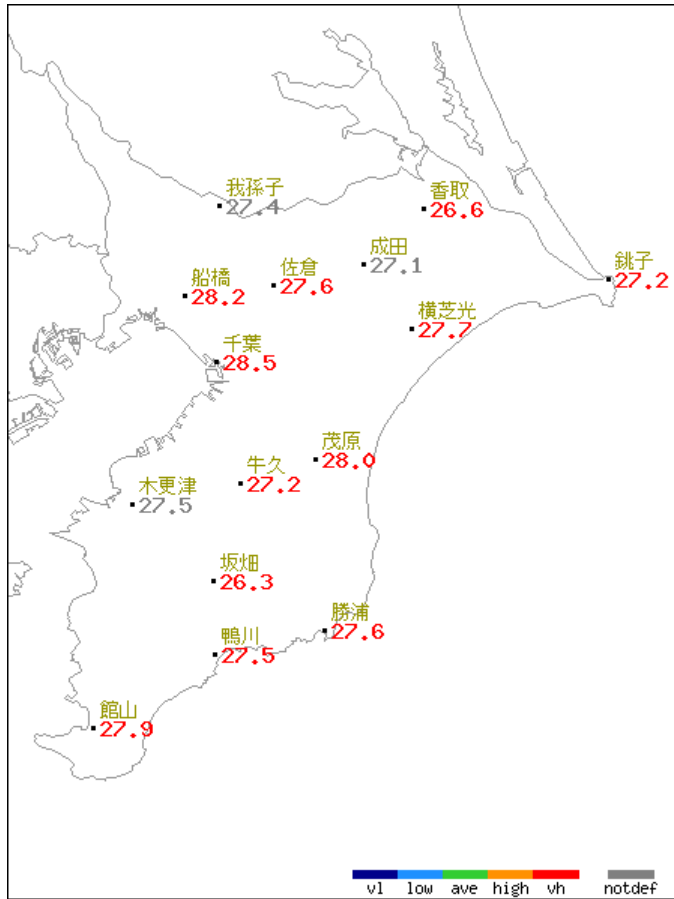 我孫子
27.4
香取
26.6
成田
27.1
佐倉
27.6
船橋
28.2
銚子
27.2
横芝光
27.7
千葉
28.5
茂原
28.0
牛久
27.2
木更津
27.5
坂畑
26.3
勝浦
27.6
鴨川
27.5
館山
27.9
vl low ave high vh notdef